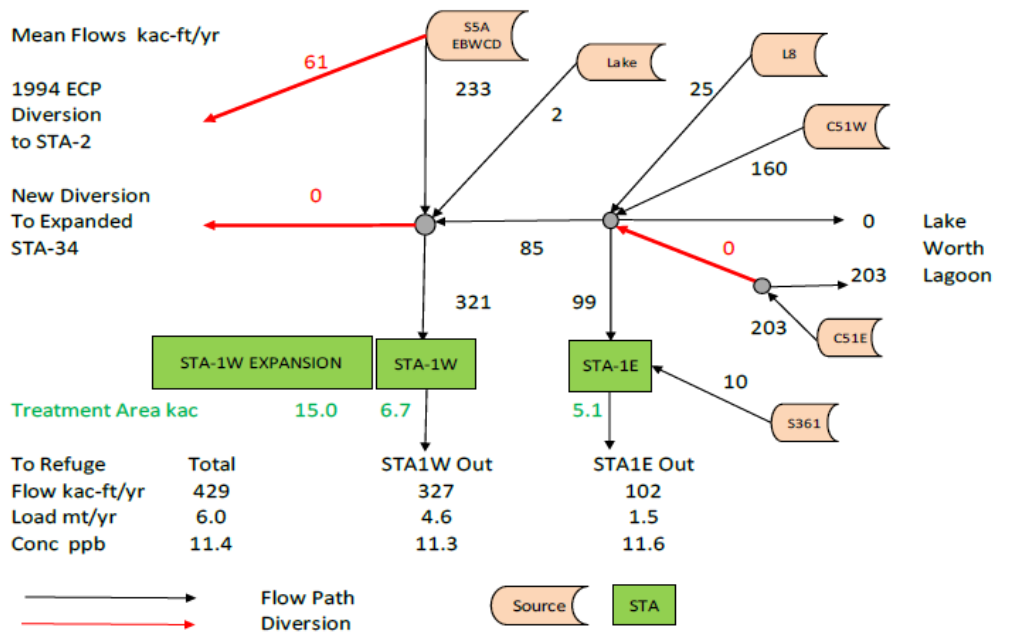 Mean Flows kac-ft/yr
S5A
EBWCD
61
Lake
L8
1994 ECP
Diversion
to STA-2
233
2
25
C51W
160
New Diversion
To Expanded
STA-34
0
85
0
0
Lake
Worth
Lagoon
203
203
C51E
321
99
STA-1W EXPANSION
STA-1W
STA-1E
10
S361
Treatment Area kac 15.0 6.7 5.1
To Refuge Total STA1W Out STA1E Out
Flow kac-ft/yr 429 327 102
Load mt/yr 6.0 4.6 1.5
Conc ppb 11.4 11.3 11.6
Flow Path
Diversion
Source
STA